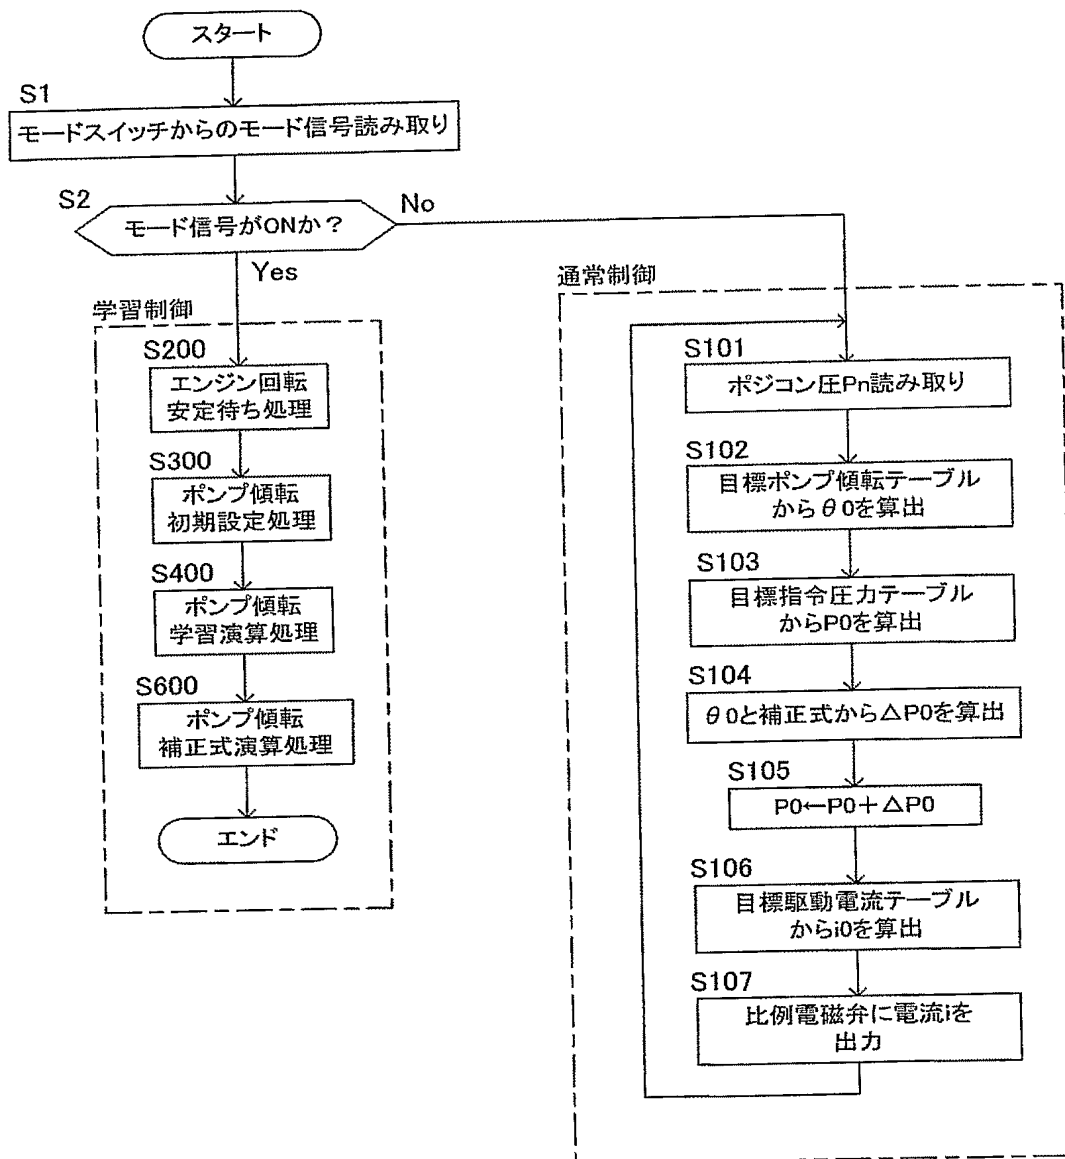 スタート
S1
モードスイッチからのモード信号読み取り
S2
モード信号がONか？
No
Yes
学習制御
S200
エンジン回転
安定待ち処理
S300
ポンプ傾転
初期設定処理
S400
ポンプ傾転
学習演算処理
S600
ポンプ傾転
補正式演算処理
エンド
通常制御
S101
ポジコン圧Pn読み取り
S102
目標ポンプ傾転テーブル
からθ0を算出
S103
目標指令圧力テーブル
からP0を算出
S104
θ0と補正式から△P0を算出
S105
P0←P0＋△P0
S106
目標駆動電流テーブル
からi0を算出
S107
比例電磁弁に電流iを
出力